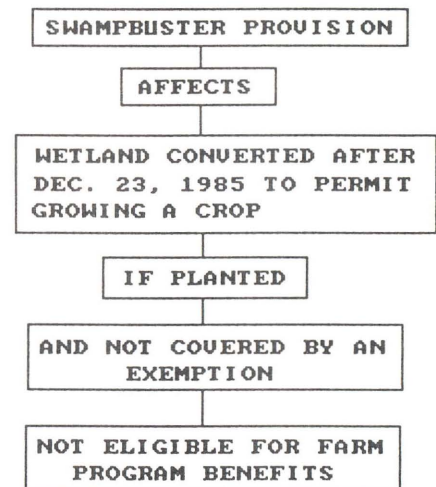 SWAMPBUSTER PROVISION
AFFECTS
WETLAND CONVERTED AFTER
DEC. 23, 1985 TO PERMIT
GROWING A CROP
IF PLANTED
AND NOT COVERED BY AN
EXEMPTION
NOT ELIGIBLE FOR FARM
PROGRAM BENEFITS